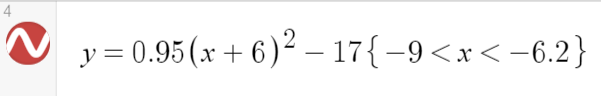 4
y = 0.95(x + 6)² − 17{−9 < x < −6.2}